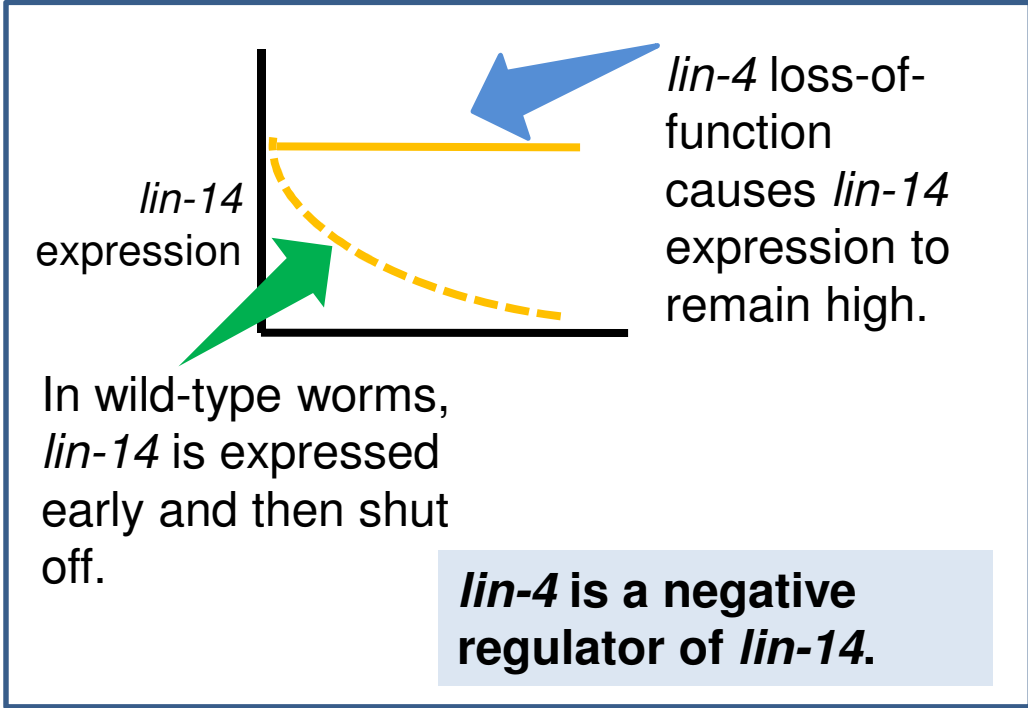 lin-14
expression
lin-4 loss-of-
function
causes lin-14
expression to
remain high.
In wild-type worms,
lin-14 is expressed
early and then shut
off.
lin-4 is a negative
regulator of lin-14.